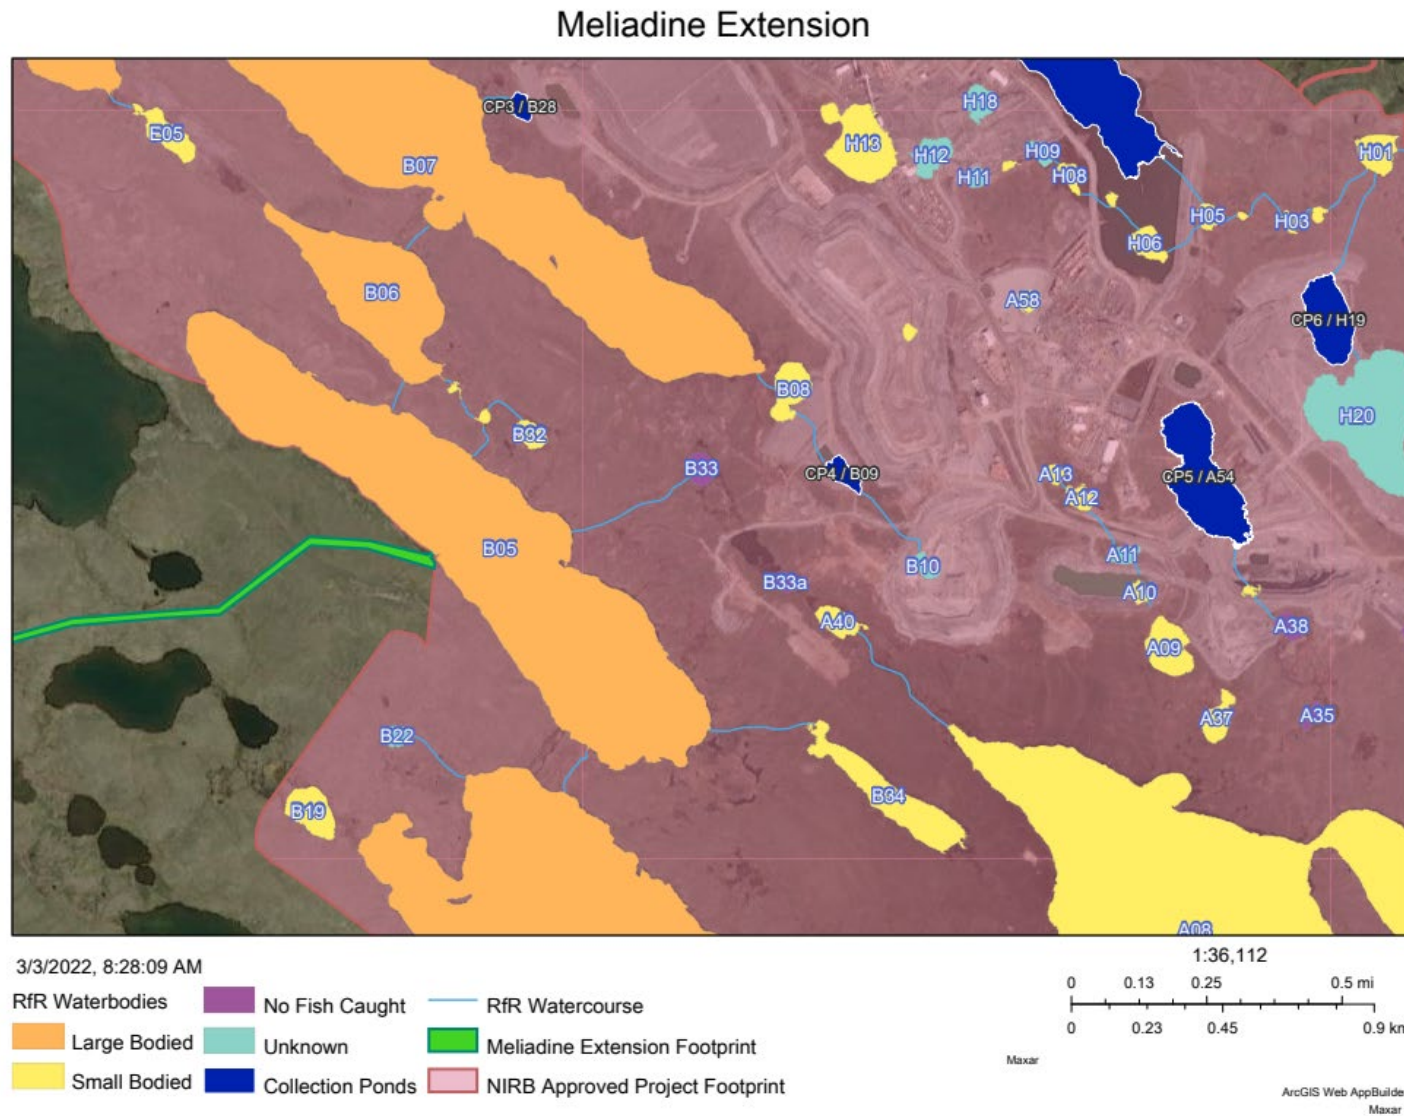 Meliadine Extension
CP3 / B28
H18
E05
H13
H12
H09
H01
B07
H11
H08
H05
H03
H06
B06
A58
CP6 / H19
B08
H20
B32
B33
CP4 / B09
A13
CP5 / A54
A12
B05
A11
B10
B33a
A10
A40
A38
A09
B22
A37
A35
B34
B19
A08
3/3/2022, 8:28:09 AM
1:36,112
0 0.13 0.25 0.5 mi
0 0.23 0.45 0.9 km
RfR Waterbodies
No Fish Caught
RfR Watercourse
Large Bodied
Unknown
Meliadine Extension Footprint
Small Bodied
Collection Ponds
NIRB Approved Project Footprint
Maxar
ArcGIS Web AppBuilder
Maxar